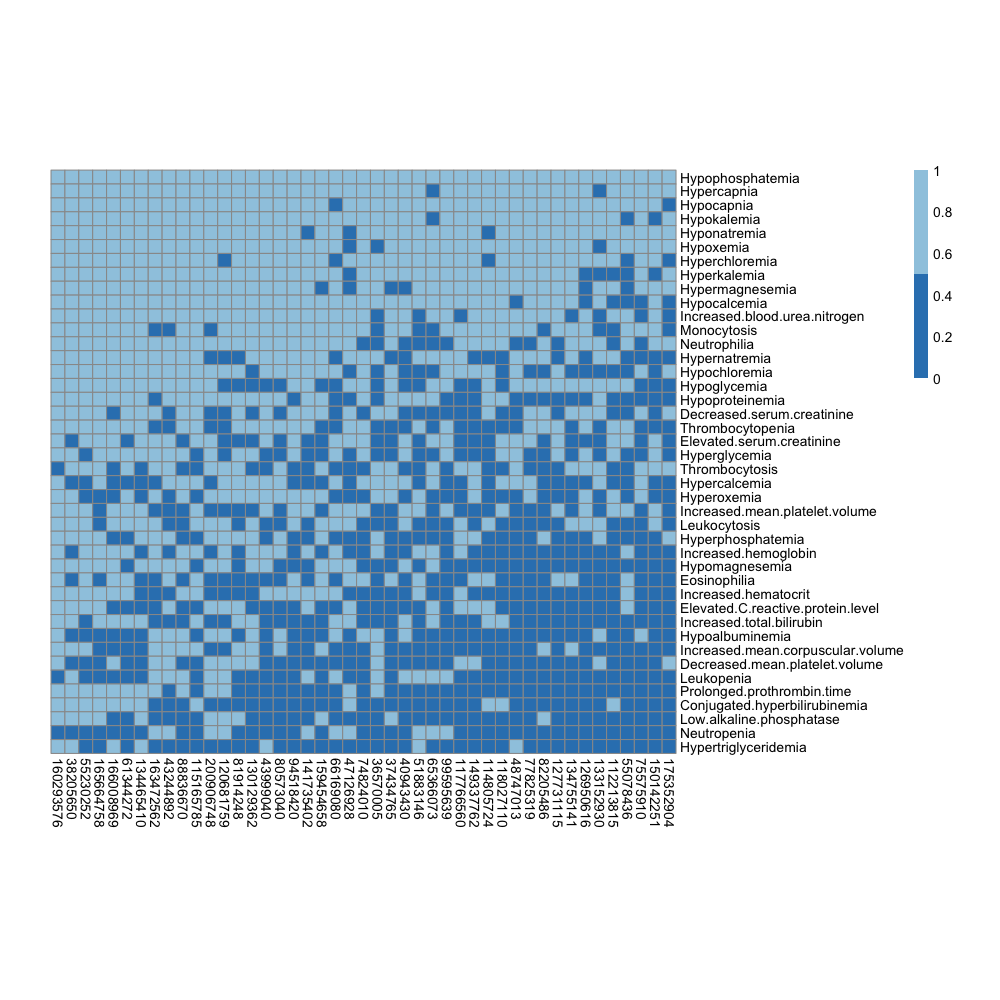 Hypophosphatemia
Hypercapnia
Hypocapnia
Hypokalemia
Hyponatremia
Hypoxemia
Hyperchloremia
Hyperkalemia
Hypermagnesemia
Hypocalcemia
Increased.blood.urea.nitrogen
Monocytosis
Neutrophilia
Hypernatremia
Hypochloremia
Hypoglycemia
Hypoproteinemia
Decreased.serum.creatinine
Thrombocytopenia
Elevated.serum.creatinine
Hyperglycemia
Thrombocytosis
Hypercalcemia
Hyperoxemia
Increased.mean.platelet.volume
Leukocytosis
Hyperphosphatemia
Increased.hemoglobin
Hypomagnesemia
Eosinophilia
Increased.hematocrit
Elevated.C.reactive.protein.level
Increased.total.bilirubin
Hypoalbuminemia
Increased.mean.corpuscular.volume
Decreased.mean.platelet.volume
Leukopenia
Prolonged.prothrombin.time
Conjugated.hyperbilirubinemia
Low.alkaline.phosphatase
Neutropenia
Hypertriglyceridemia
1
0.8
0.6
0.4
0.2
0
160293576
38205650
55230252
165664758
166008969
61344272
134465410
163472562
43244892
88836670
115165785
200906748
120681759
81914248
130129382
43999040
80573040
94518420
141735402
159454658
66169080
47126928
74824010
36570005
37434765
40943430
51883146
65366073
99595639
117766560
149337762
114805724
118027110
48747013
77825319
82205486
127731115
134755141
126950616
133152930
112213815
55078436
75575910
150142251
175352904